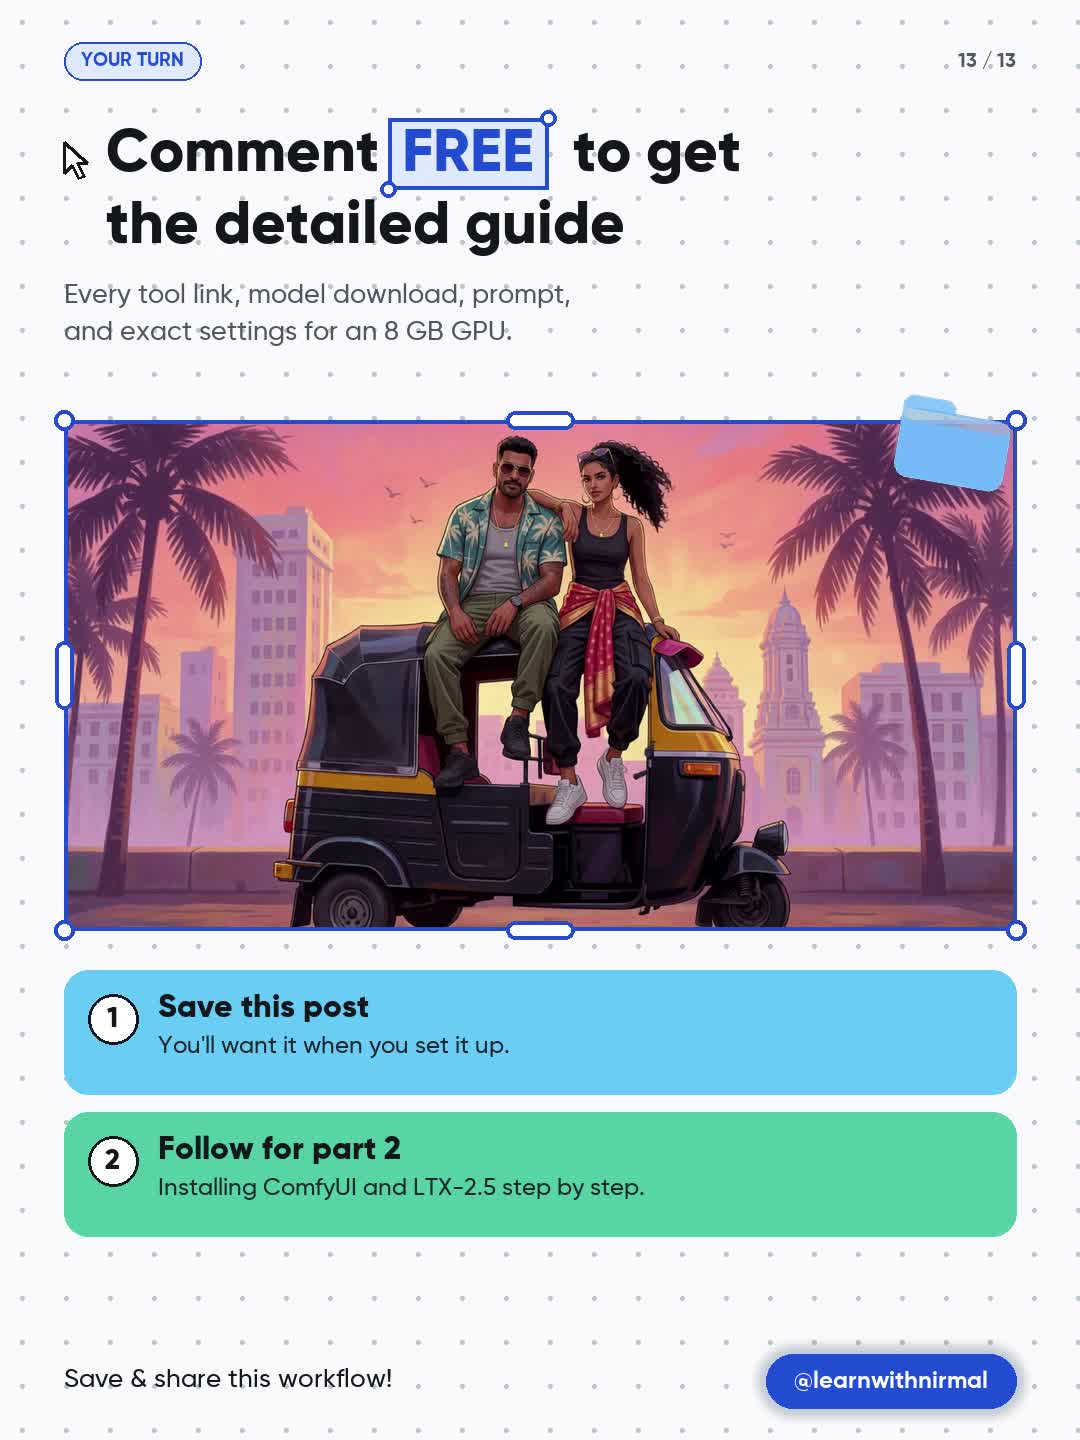 YOUR TURN
13 / 13
Comment FREE to get
the detailed guide
Every tool link, model download, prompt,
and exact settings for an 8 GB GPU.
1
Save this post
You'll want it when you set it up.
2
Follow for part 2
Installing ComfyUI and LTX-2.5 step by step.
Save & share this workflow!
@learnwithnirmal